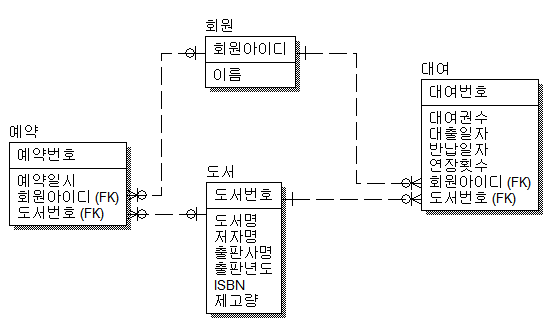 회원
회원아이디
이름
대여
대여번호
대여권수
대출일자
반납일자
연장횟수
회원아이디 (FK)
도서번호 (FK)
예약
예약번호
예약일시
회원아이디 (FK)
도서번호 (FK)
도서
도서번호
도서명
저자명
출판사명
출판년도
ISBN
제고량